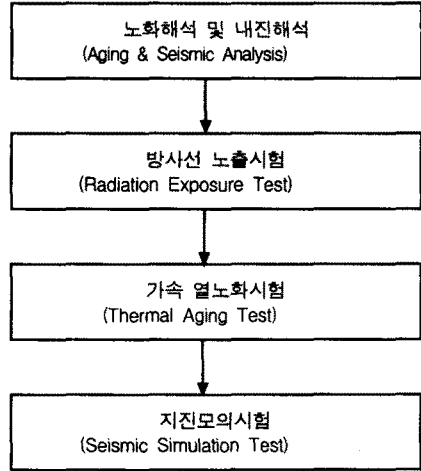 노화해석 및 내진해석
(Aging & Seismic Analysis)
방사선 노출시험
(Radiation Exposure Test)
가속 열노화시험
(Thermal Aging Test)
지진모의시험
(Seismic Simulation Test)